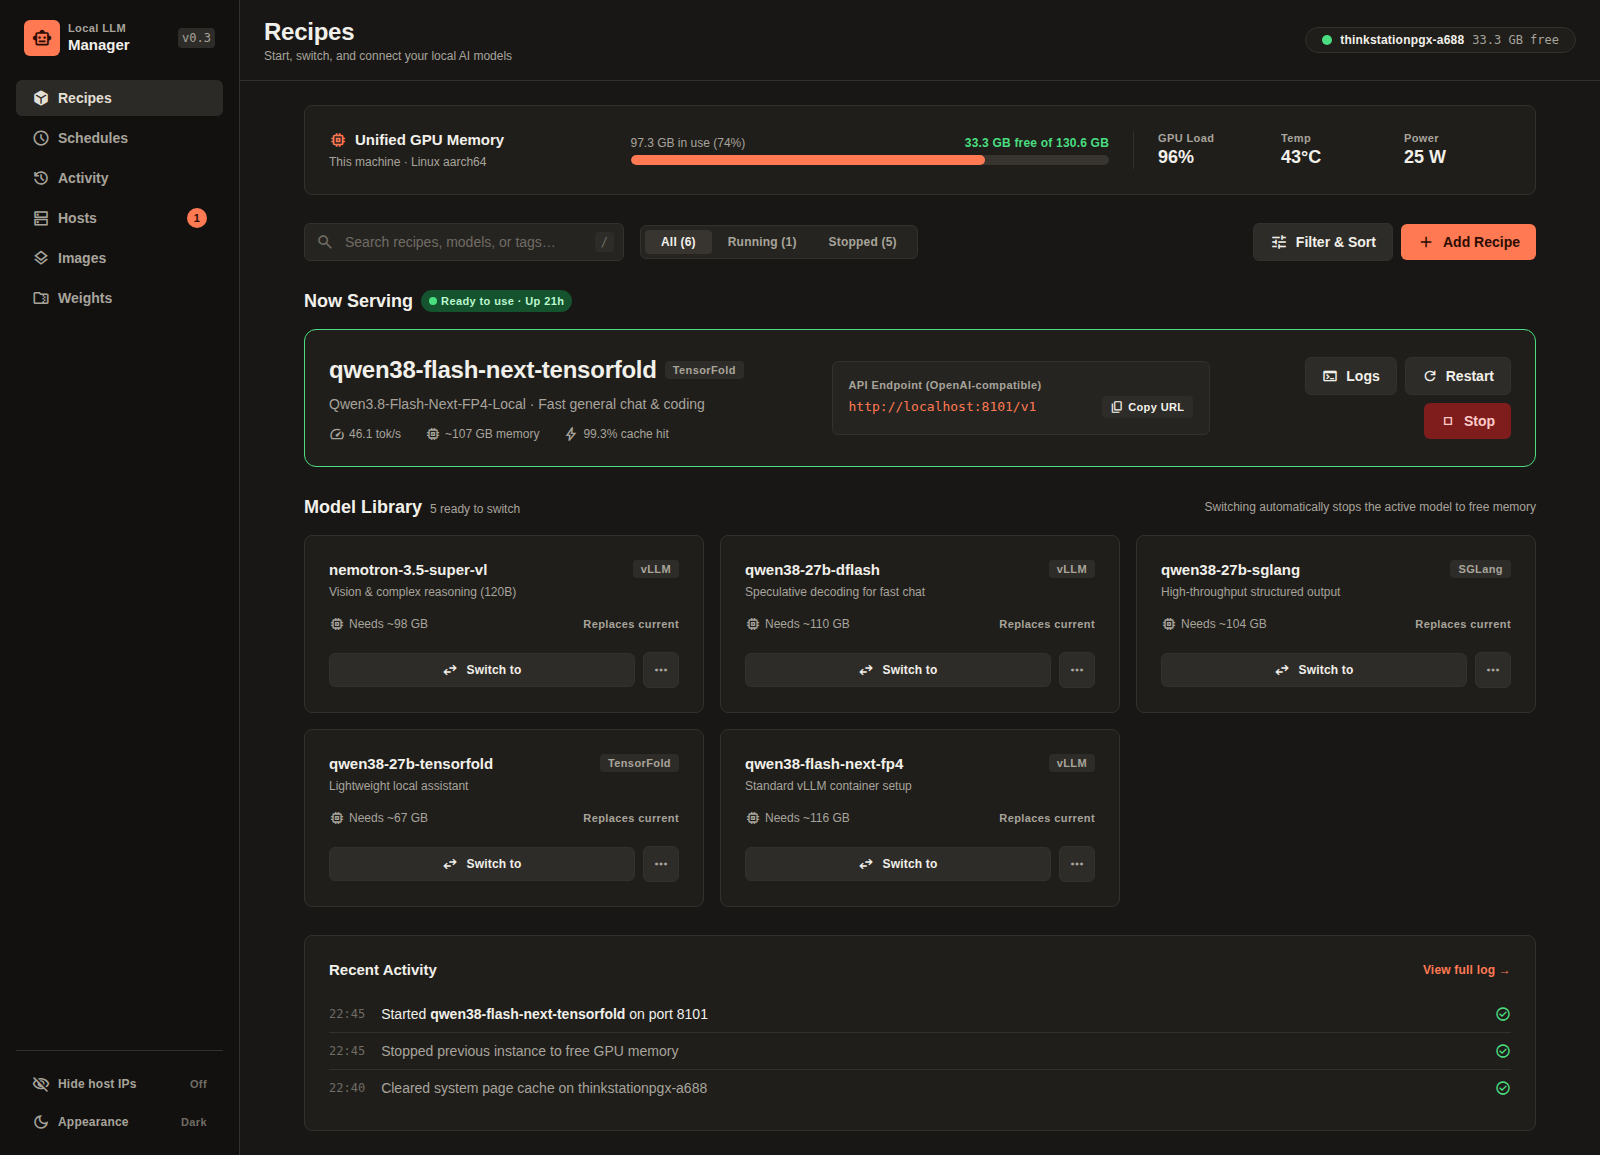 Local LLM
Manager
v0.3
Recipes
Schedules
Activity
Hosts
1
Images
Weights
Hide host IPs
Off
Appearance
Dark
Recipes
Start, switch, and connect your local AI models
thinkstationpgx-a688 33.3 GB free
Unified GPU Memory
This machine · Linux aarch64
97.3 GB in use (74%)
33.3 GB free of 130.6 GB
GPU Load
96%
Temp
43°C
Power
25 W
Search recipes, models, or tags…
/
All (6)
Running (1)
Stopped (5)
Filter & Sort
Add Recipe
Now Serving
Ready to use · Up 21h
qwen38-flash-next-tensorfold
TensorFold
Qwen3.8-Flash-Next-FP4-Local · Fast general chat & coding
46.1 tok/s
~107 GB memory
99.3% cache hit
API Endpoint (OpenAI-compatible)
http://localhost:8101/v1
Copy URL
Logs
Restart
Stop
Model Library
5 ready to switch
Switching automatically stops the active model to free memory
nemotron-3.5-super-vl
vLLM
Vision & complex reasoning (120B)
Needs ~98 GB
Replaces current
Switch to
qwen38-27b-dflash
vLLM
Speculative decoding for fast chat
Needs ~110 GB
Replaces current
Switch to
qwen38-27b-sglang
SGLang
High-throughput structured output
Needs ~104 GB
Replaces current
Switch to
qwen38-27b-tensorfold
TensorFold
Lightweight local assistant
Needs ~67 GB
Replaces current
Switch to
qwen38-flash-next-fp4
vLLM
Standard vLLM container setup
Needs ~116 GB
Replaces current
Switch to
Recent Activity
View full log →
22:45 Started qwen38-flash-next-tensorfold on port 8101
22:45 Stopped previous instance to free GPU memory
22:40 Cleared system page cache on thinkstationpgx-a688